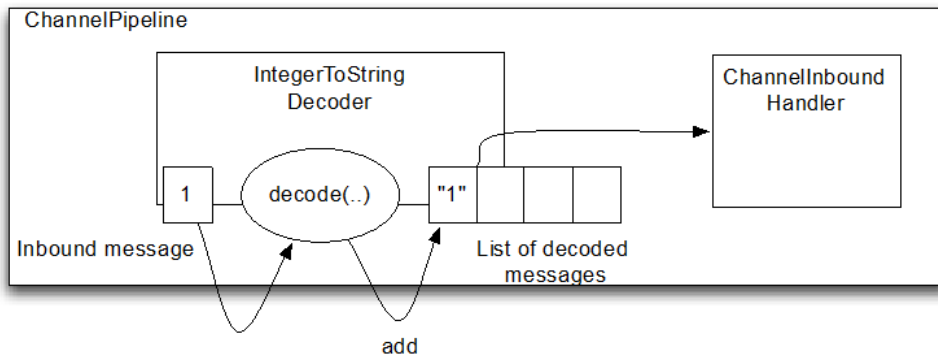 ChannelPipeline
IntegerToString
Decoder
ChannelInbound
Handler
1
decode(..)
"1"
Inbound message
List of decoded
messages
add